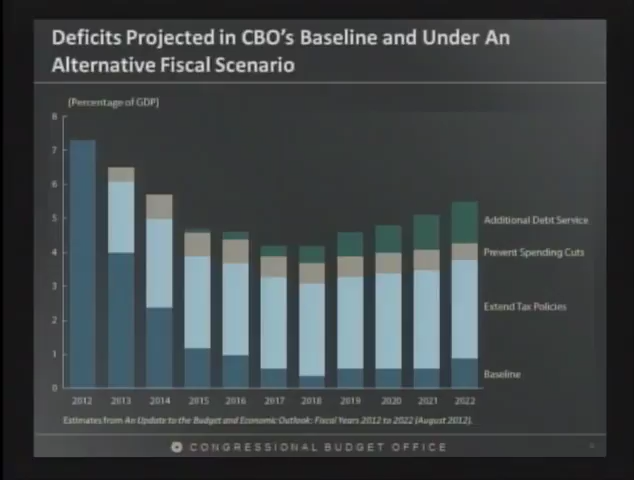 Deficits Projected in CBO's Baseline and Under An
Alternative Fiscal Scenario
(Percentage of GDP)
8
7
6
5
4
3
2
1
0
Additional Debt Service
Prevent Spending Cuts
Extend Tax Policies
Baseline
2012 2013 2014 2015 2016 2017 2018 2019 2020 2021 2022
Estimates from An Update to the Budget and Economic Outlook: Fiscal Years 2012 to 2022 (August 2012).
CONGRESSIONAL BUDGET OFFICE